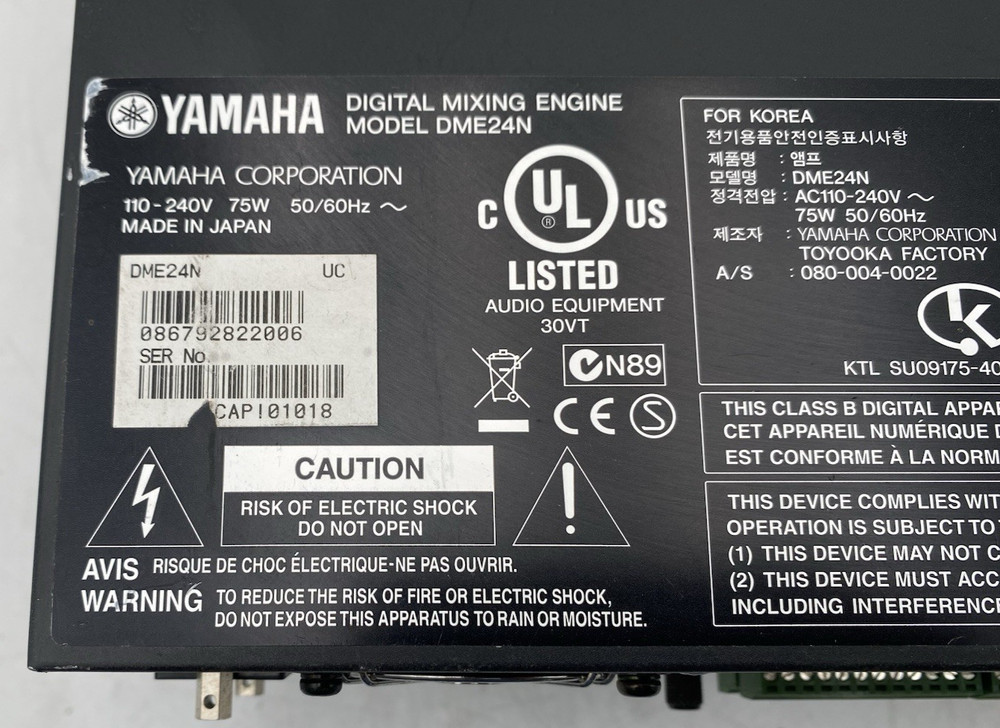 YAMAHA
DIGITAL MIXING ENGINE
MODEL DME24N
YAMAHA CORPORATION
110-240V 75W 50/60Hz ～
MADE IN JAPAN
DME24N UC
086792822006
SER No.
CAP!01018
C UL ® US
LISTED
AUDIO EQUIPMENT
30VT
N89
CE S
CAUTION
RISK OF ELECTRIC SHOCK
DO NOT OPEN
!
AVIS RISQUE DE CHOC ÉLECTRIQUE-NE PAS OUVRIR.
WARNING TO REDUCE THE RISK OF FIRE OR ELECTRIC SHOCK,
DO NOT EXPOSE THIS APPARATUS TO RAIN OR MOISTURE.
FOR KOREA
전기용품안전인증표시사항
제품명 : 앰프
모델명 : DME24N
정격전압 : AC110-240V ～
75W 50/60Hz
제조자 : YAMAHA CORPORATION
TOYOOKA FACTORY
A/S : 080-004-0022
KTL SU09175-40
THIS CLASS B DIGITAL APPA
CET APPAREIL NUMÉRIQUE D
EST CONFORME À LA NORM
THIS DEVICE COMPLIES WIT
OPERATION IS SUBJECT TO
(1) THIS DEVICE MAY NOT C
(2) THIS DEVICE MUST ACC
INCLUDING INTERFERENC